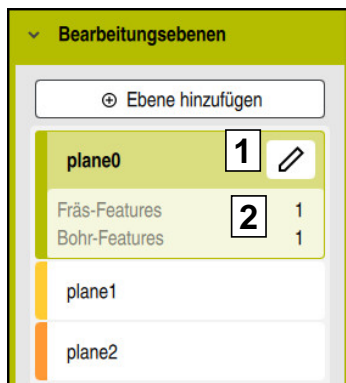 Bearbeitungsebenen
⊕ Ebene hinzufügen
plane0 1
Fräs-Features 2 1
Bohr-Features 1
plane1
plane2